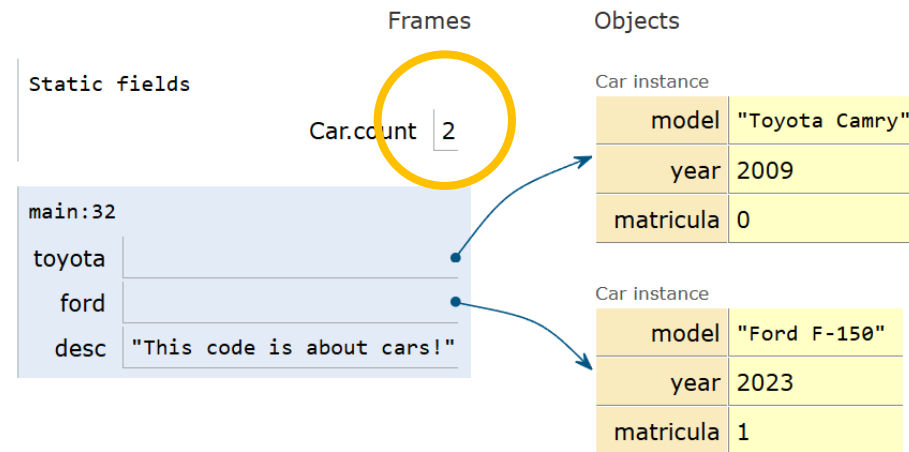 Frames Objects
Static fields
Car.count 2
main:32
toyota
ford
desc "This code is about cars!"
Car instance
model "Toyota Camry"
year 2009
matricula 0
Car instance
model "Ford F-150"
year 2023
matricula 1